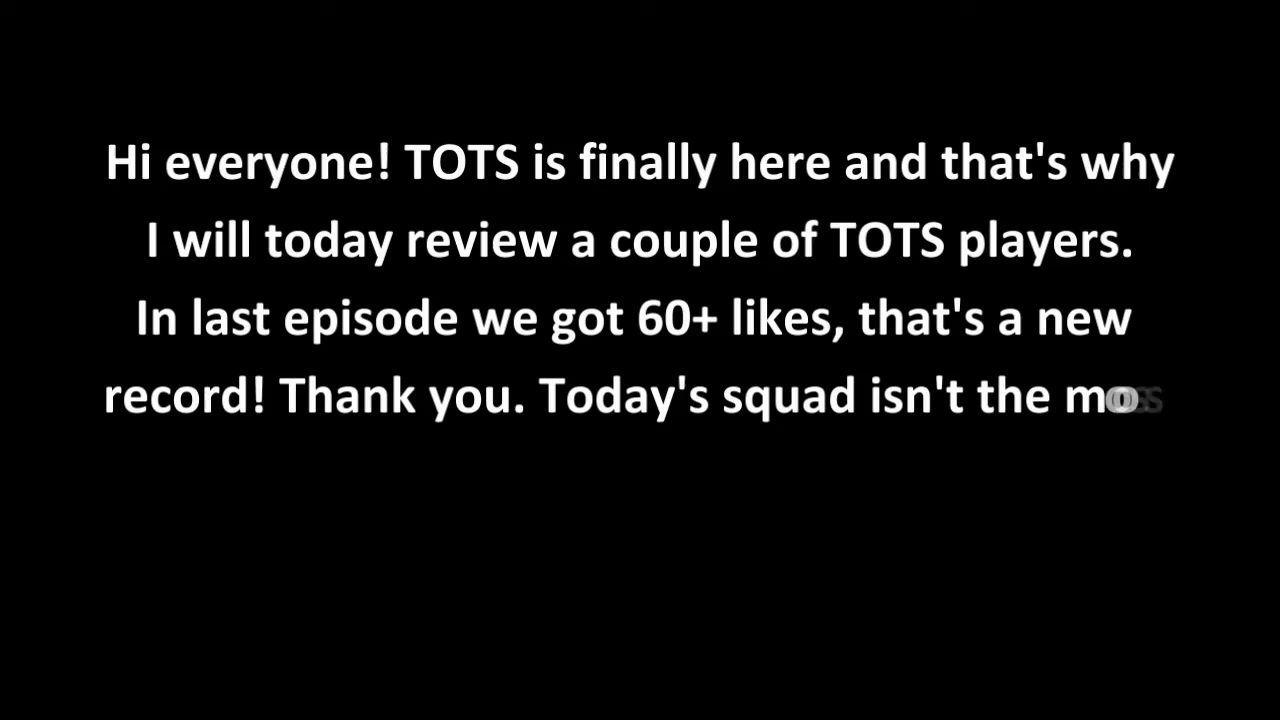 Hi everyone! TOTS is finally here and that's why
I will today review a couple of TOTS players.
In last episode we got 60+ likes, that's a new
record! Thank you. Today's squad isn't the